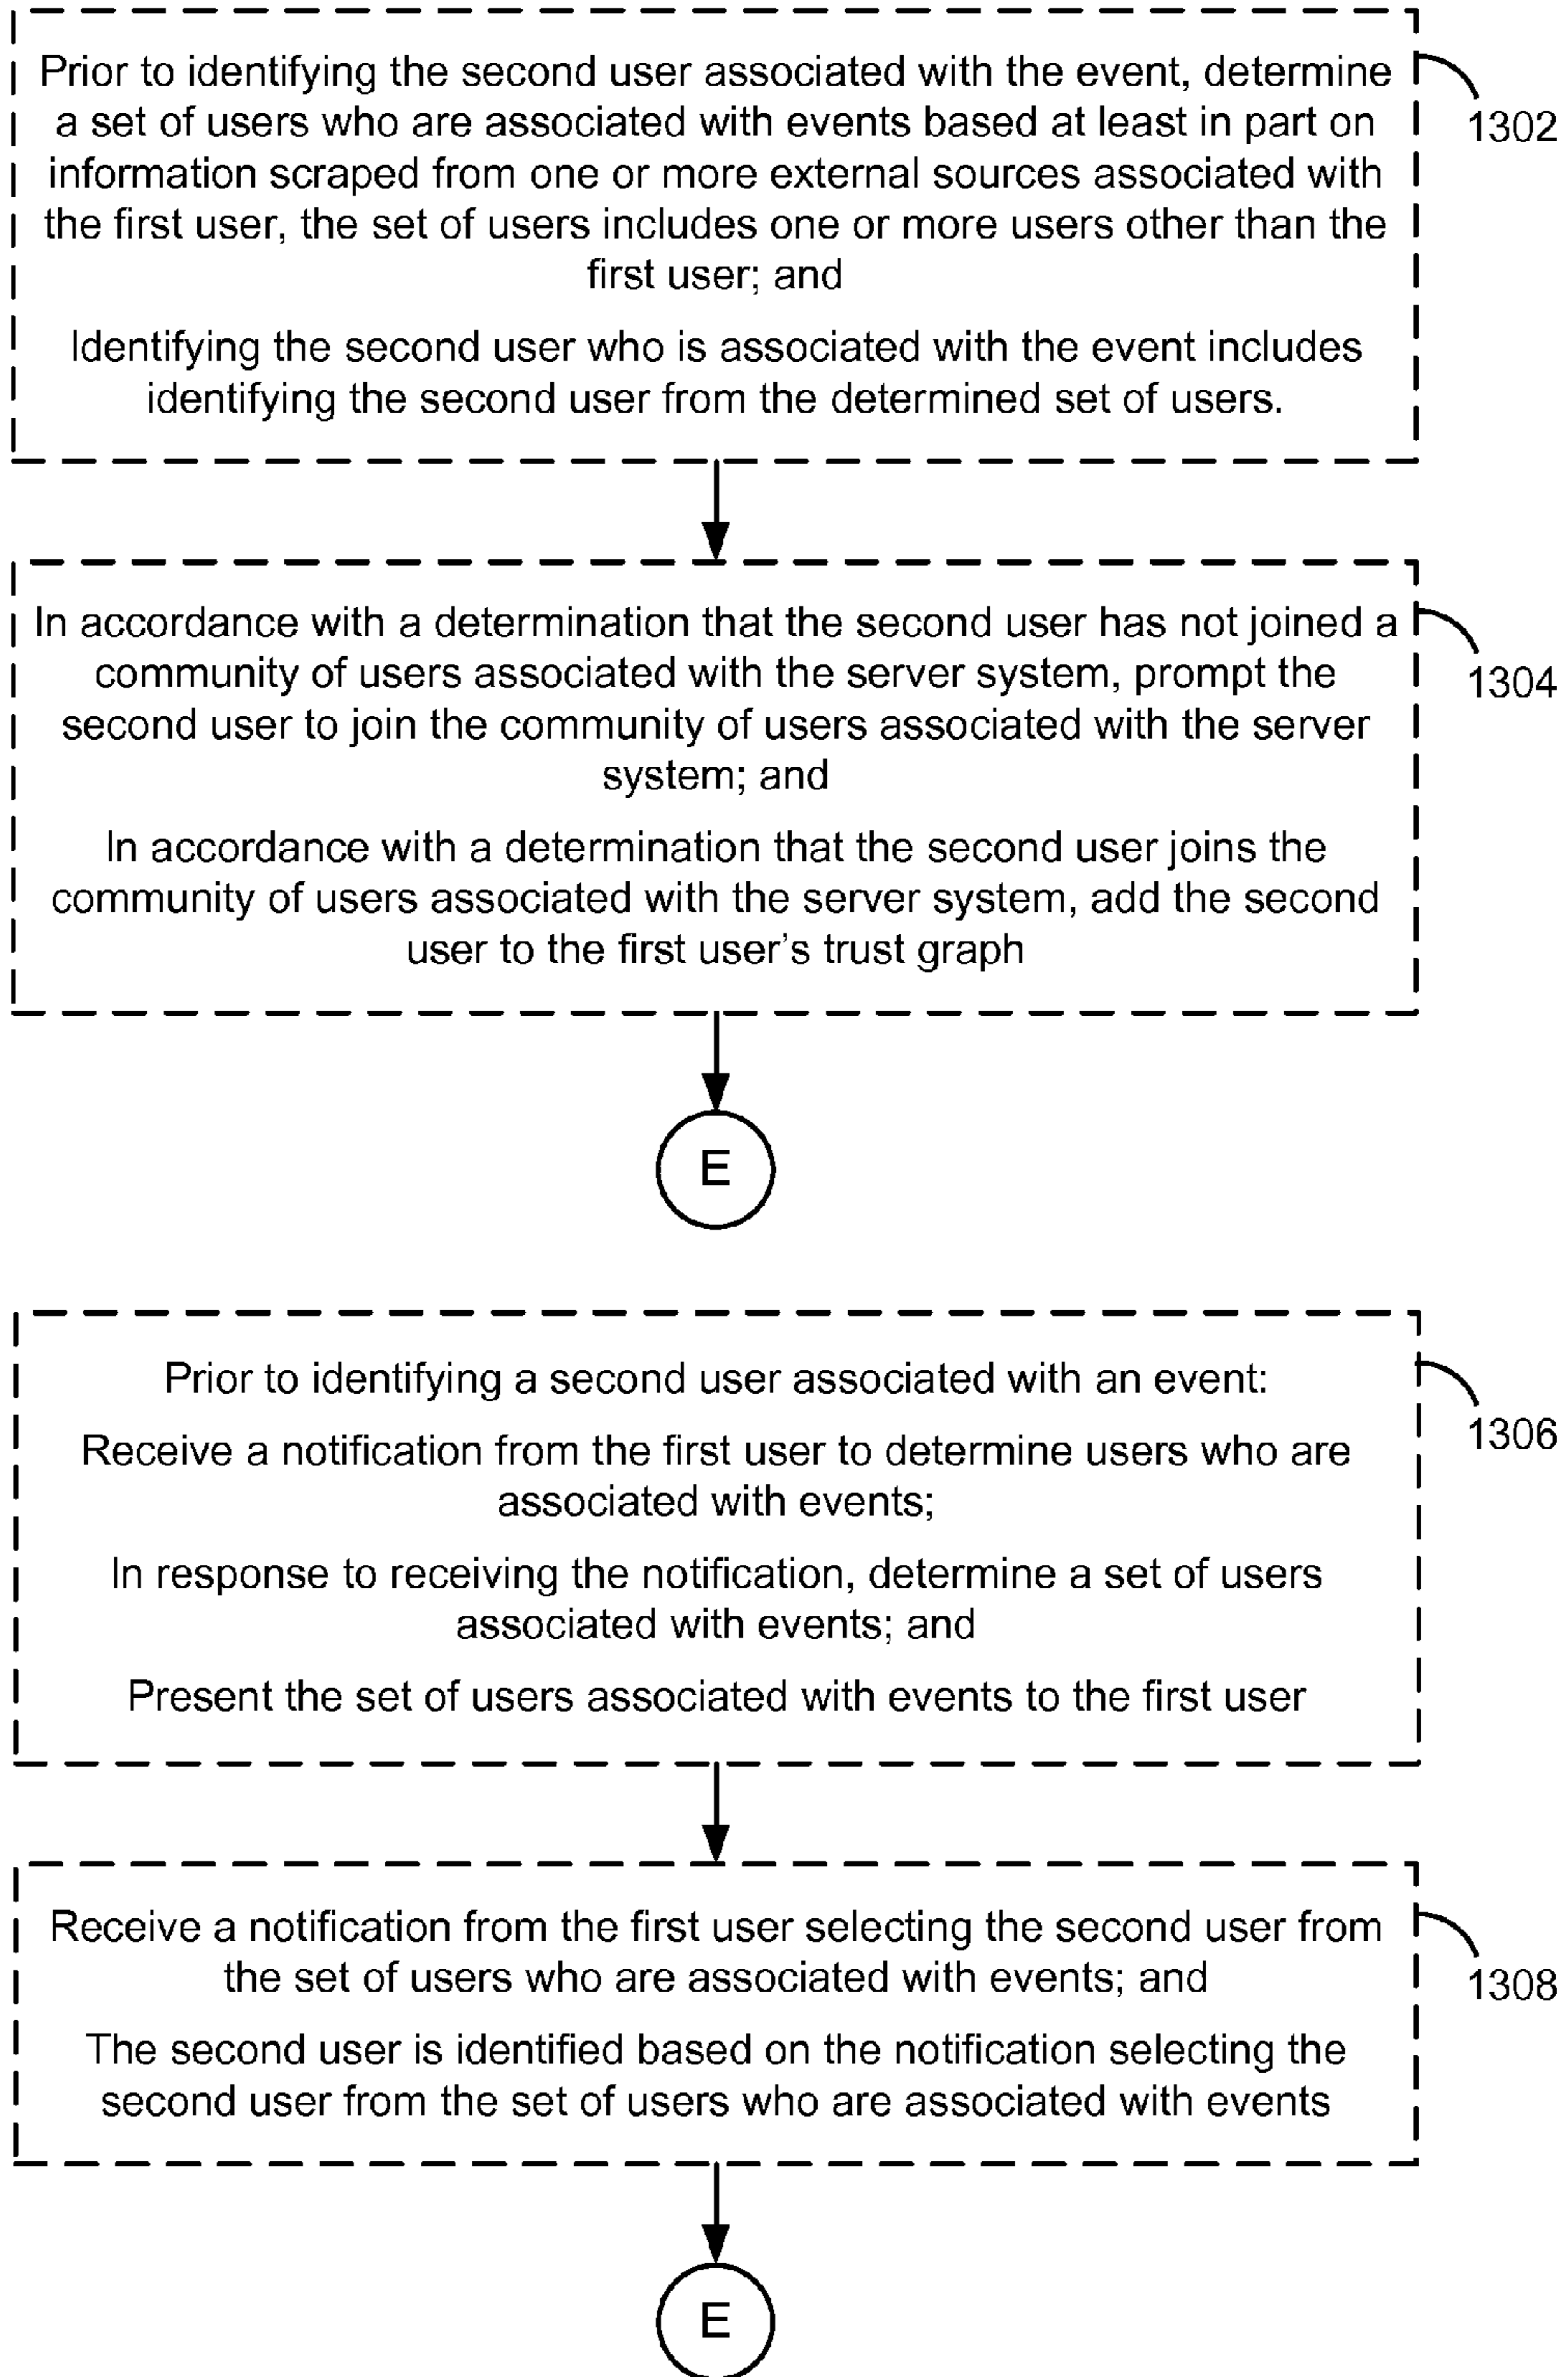 Prior to identifying the second user associated with the event, determine
a set of users who are associated with events based at least in part on
information scraped from one or more external sources associated with
the first user, the set of users includes one or more users other than the
first user; and
Identifying the second user who is associated with the event includes
identifying the second user from the determined set of users.
1302
In accordance with a determination that the second user has not joined a
community of users associated with the server system, prompt the
second user to join the community of users associated with the server
system; and
In accordance with a determination that the second user joins the
community of users associated with the server system, add the second
user to the first user’s trust graph
1304
E
Prior to identifying a second user associated with an event:
Receive a notification from the first user to determine users who are
associated with events;
In response to receiving the notification, determine a set of users
associated with events; and
Present the set of users associated with events to the first user
1306
Receive a notification from the first user selecting the second user from
the set of users who are associated with events; and
The second user is identified based on the notification selecting the
second user from the set of users who are associated with events
1308
E